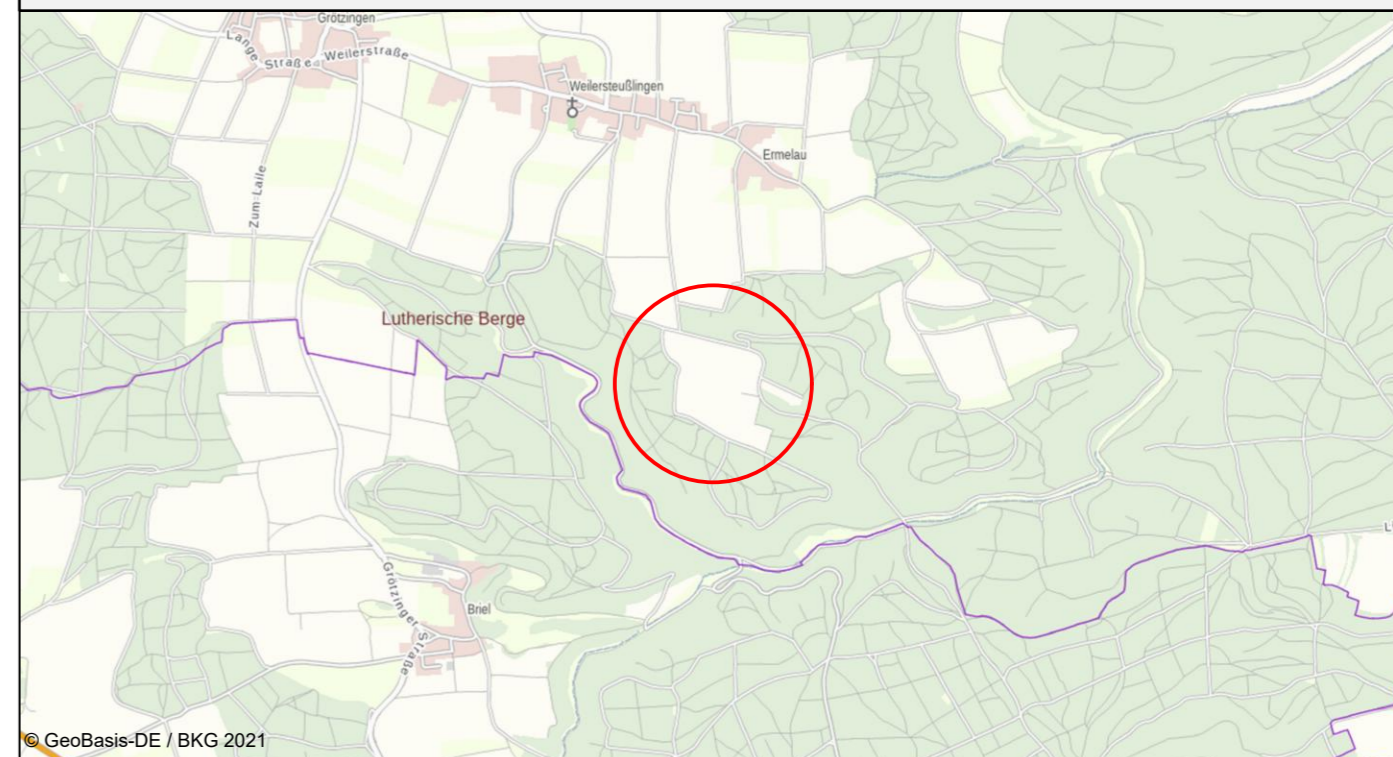 Grötzingen
Lange Straße
Weilerstraße
Weilersteußlingen
Ermelau
Zum Laile
Lutherische Berge
Grötzinger Straße
Briel
© GeoBasis-DE / BKG 2021